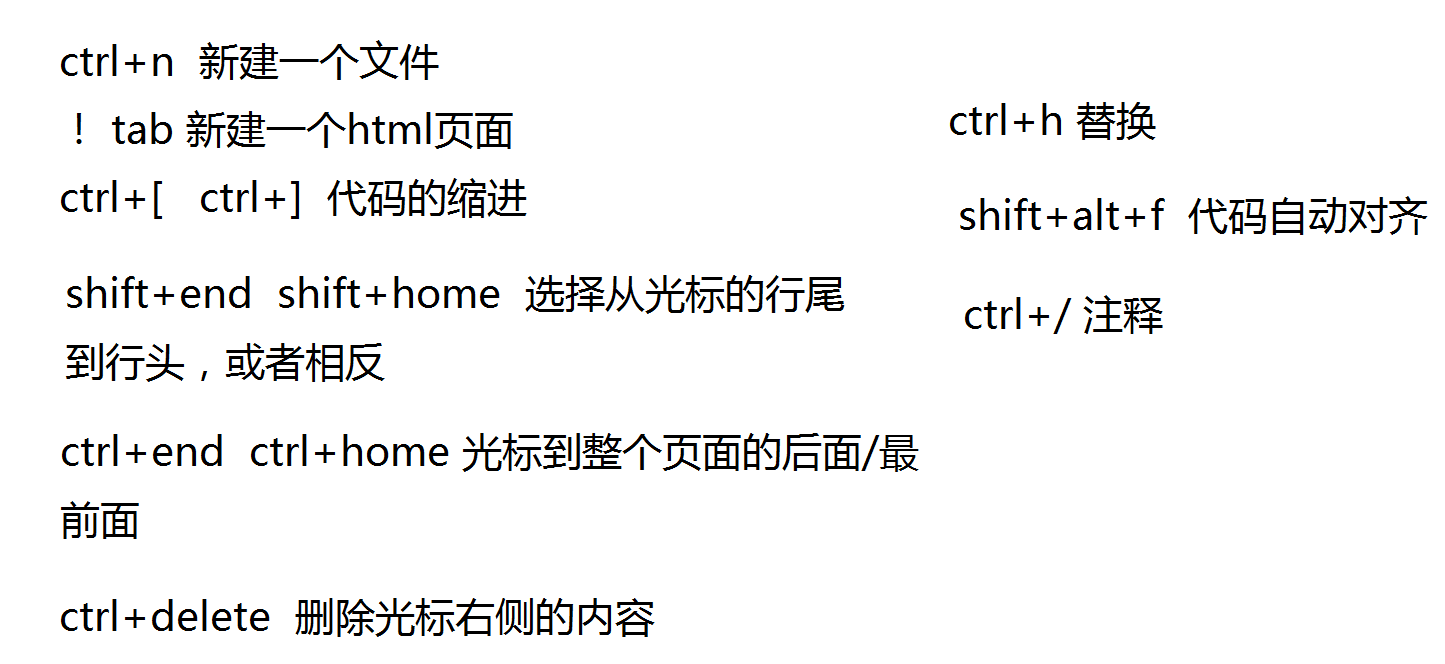 ctrl+n 新建一个文件
！ tab 新建一个html页面
ctrl+[ ctrl+] 代码的缩进
shift+end shift+home 选择从光标的行尾
到行头，或者相反
ctrl+end ctrl+home 光标到整个页面的后面/最
前面
ctrl+delete 删除光标右侧的内容
ctrl+h 替换
shift+alt+f 代码自动对齐
ctrl+/ 注释